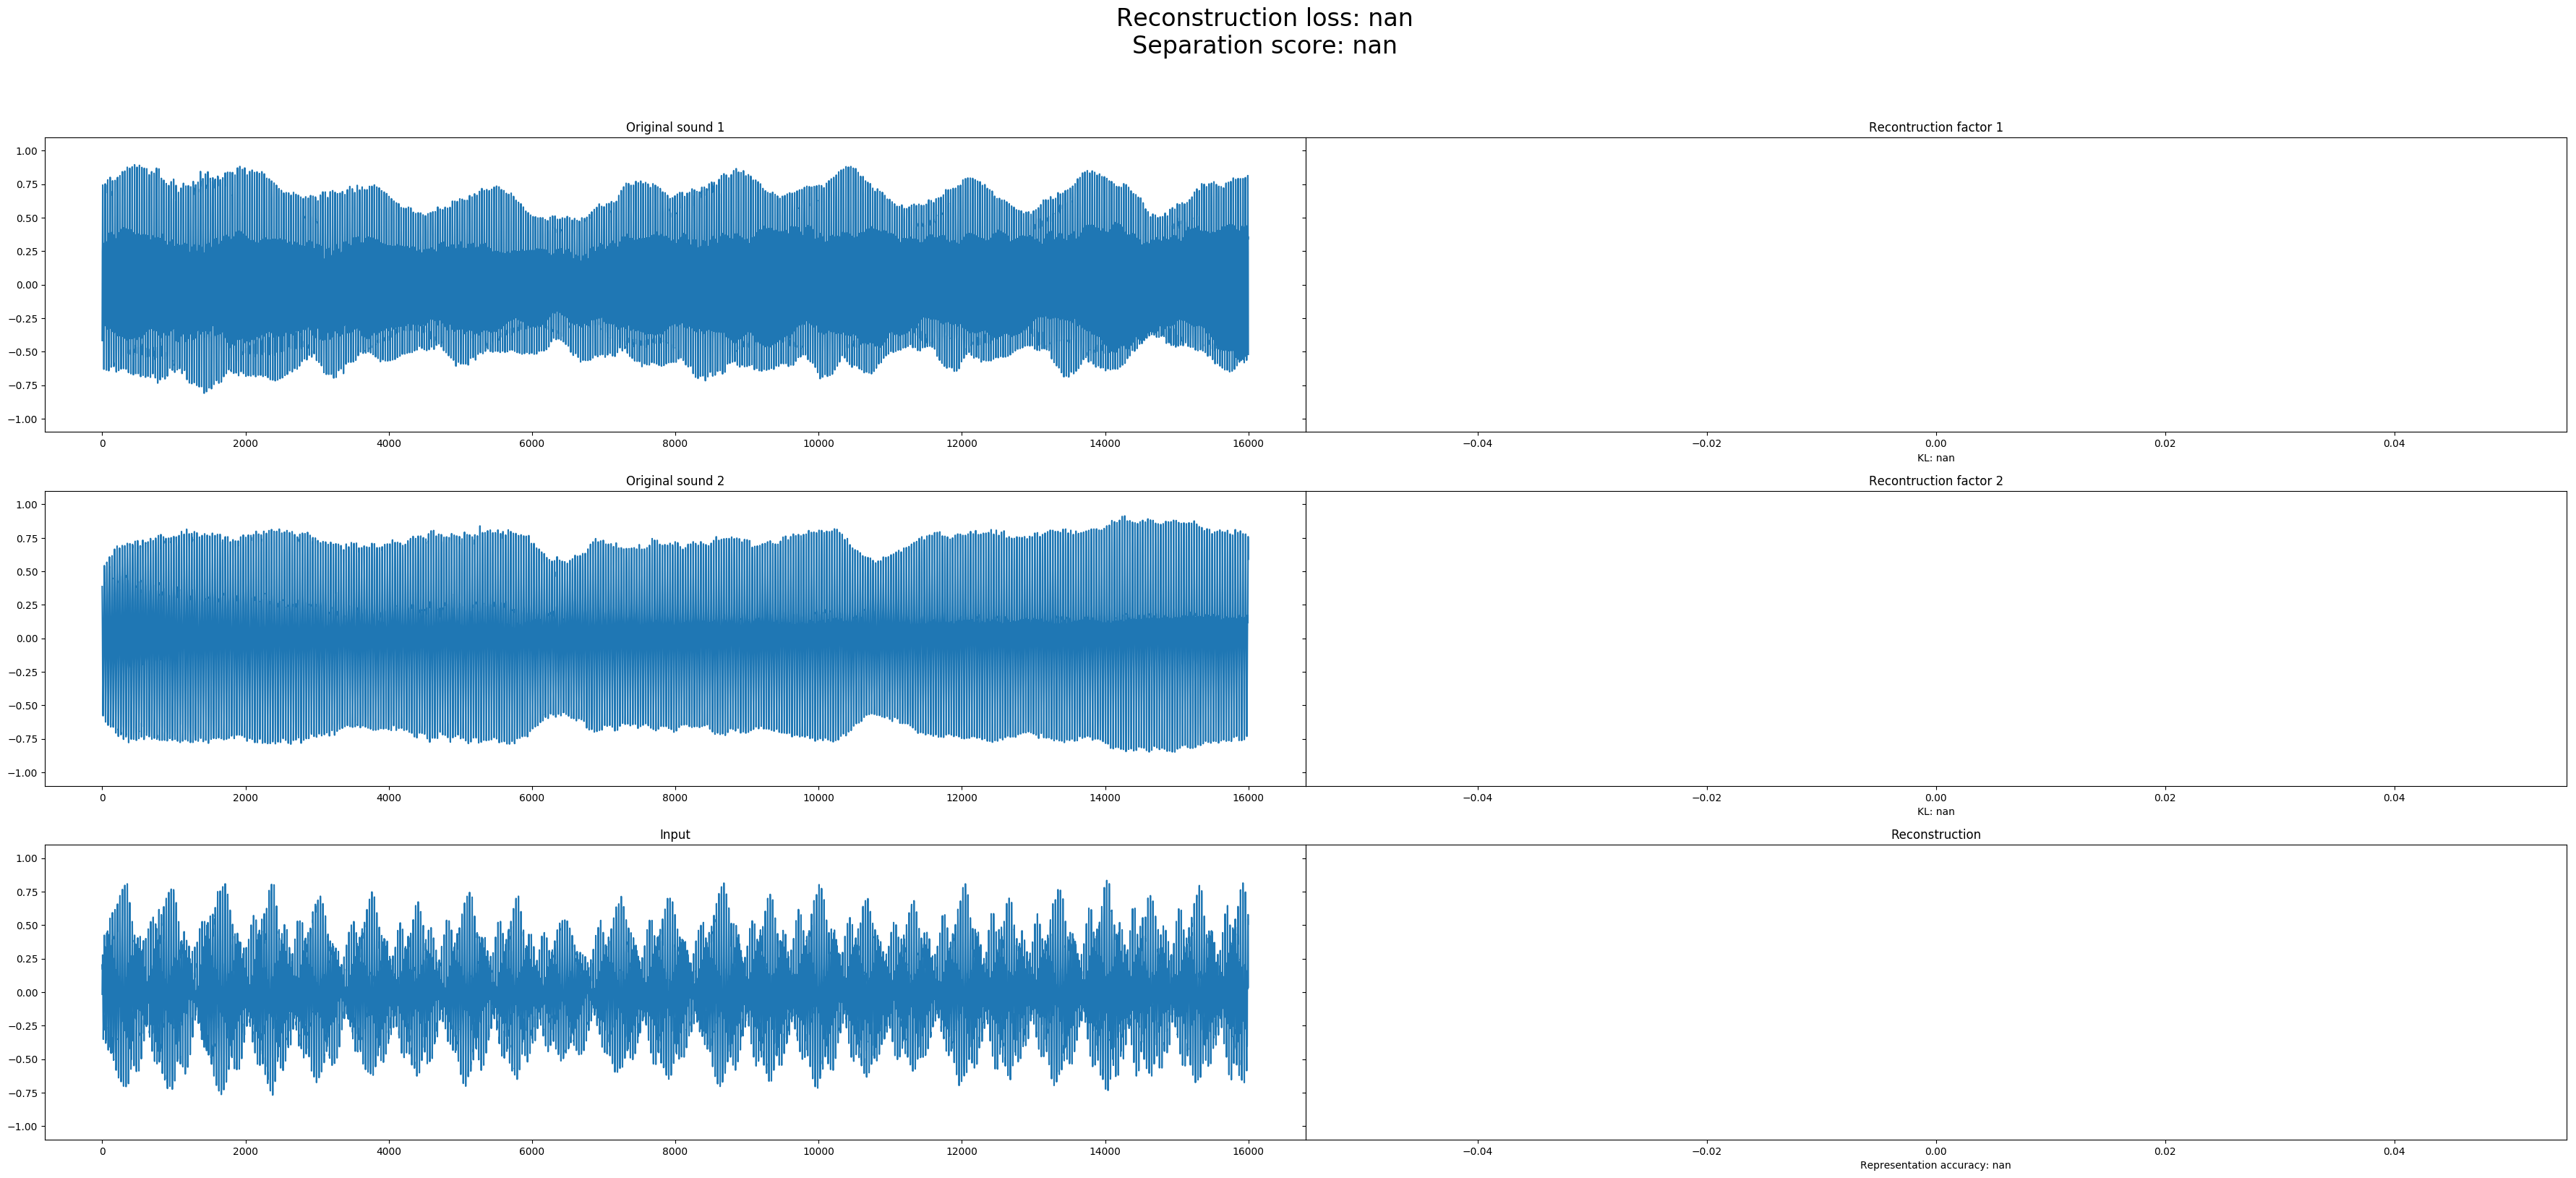 Reconstruction loss: nan
Separation score: nan
Original sound 1
Recontruction factor 1
1.00
0.75
0.50
0.25
0.00
−0.25
−0.50
−0.75
−1.00
0 2000 4000 6000 8000 10000 12000 14000 16000
−0.04 −0.02 0.00 0.02 0.04
KL: nan
Original sound 2
Recontruction factor 2
1.00
0.75
0.50
0.25
0.00
−0.25
−0.50
−0.75
−1.00
0 2000 4000 6000 8000 10000 12000 14000 16000
−0.04 −0.02 0.00 0.02 0.04
KL: nan
Input
Reconstruction
1.00
0.75
0.50
0.25
0.00
−0.25
−0.50
−0.75
−1.00
0 2000 4000 6000 8000 10000 12000 14000 16000
−0.04 −0.02 0.00 0.02 0.04
Representation accuracy: nan